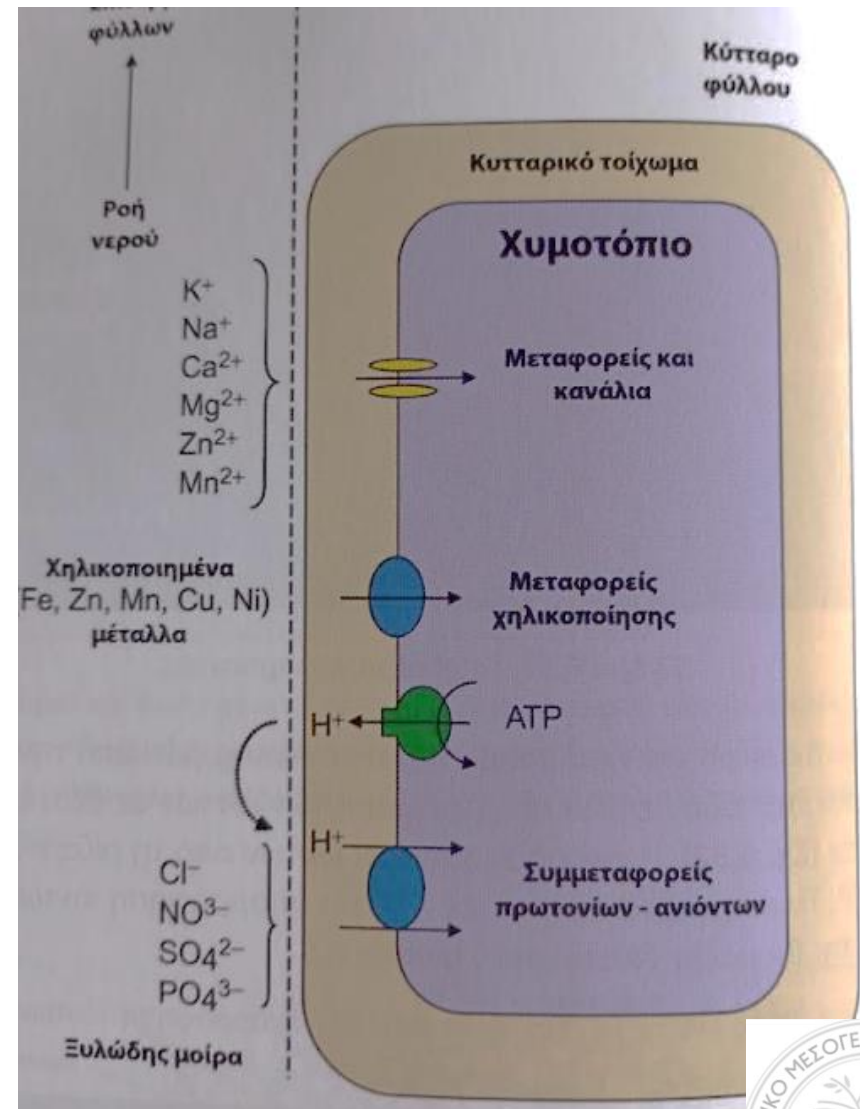 φύλλων
Ροή
νερού
K⁺
Na⁺
Ca²⁺
Mg²⁺
Zn²⁺
Mn²⁺
Χηλικοποιημένα
Fe, Zn, Mn, Cu, Ni)
μέταλλα
Cl⁻
NO³⁻
SO₄²⁻
PO₄³⁻
Ξυλώδης μοίρα
Κύτταρο
φύλλου
Κυτταρικό τοίχωμα
Χυμοτόπιο
Μεταφορείς και
κανάλια
Μεταφορείς
χηλικοποίησης
H⁺
ATP
H⁺
Συμμεταφορείς
πρωτονίων - ανιόντων